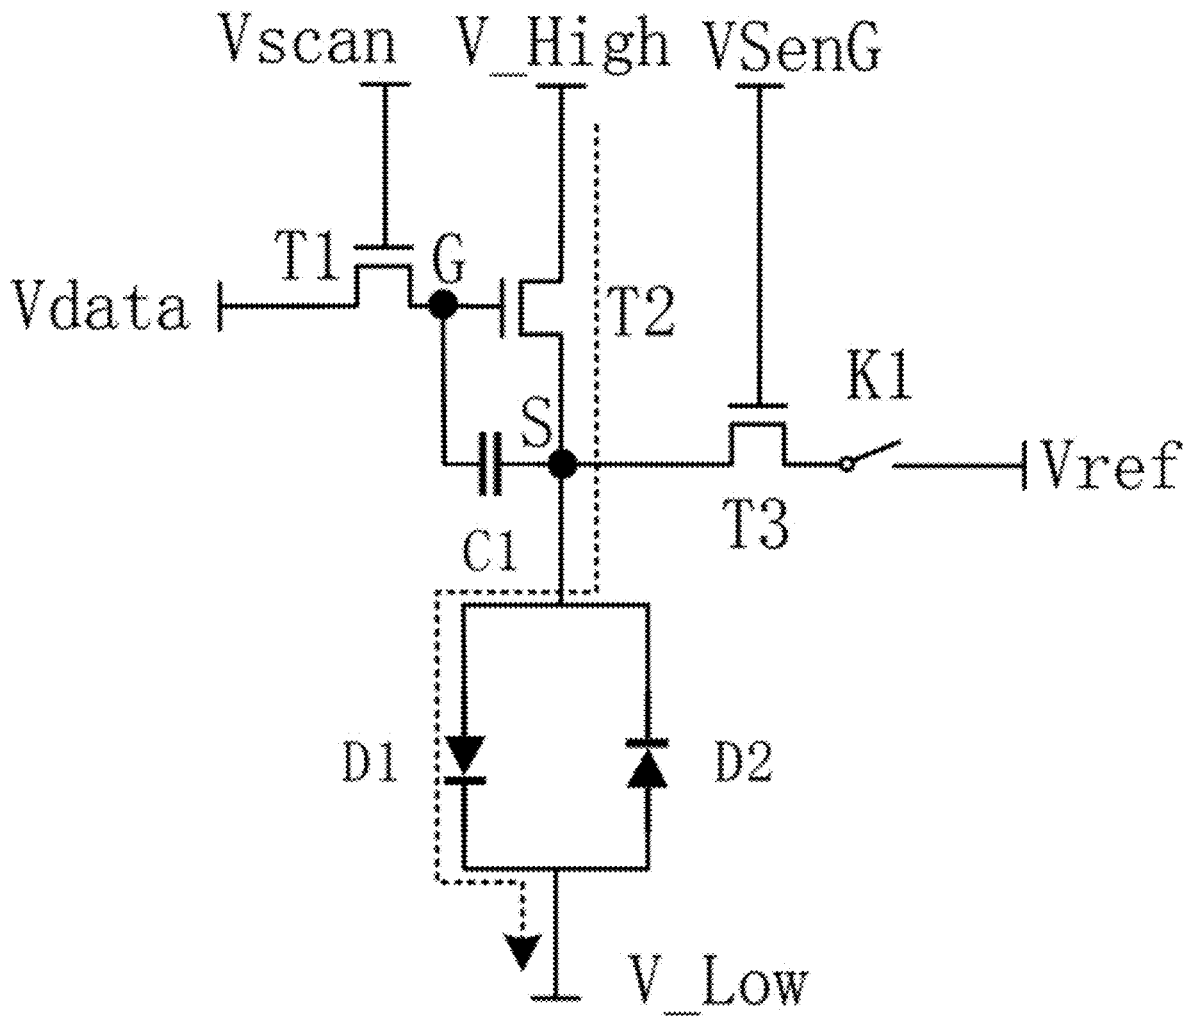 Vscan
V_High
VSenG
T1
G
Vdata
T2
K1
S
Vref
T3
C1
D1
D2
V_Low